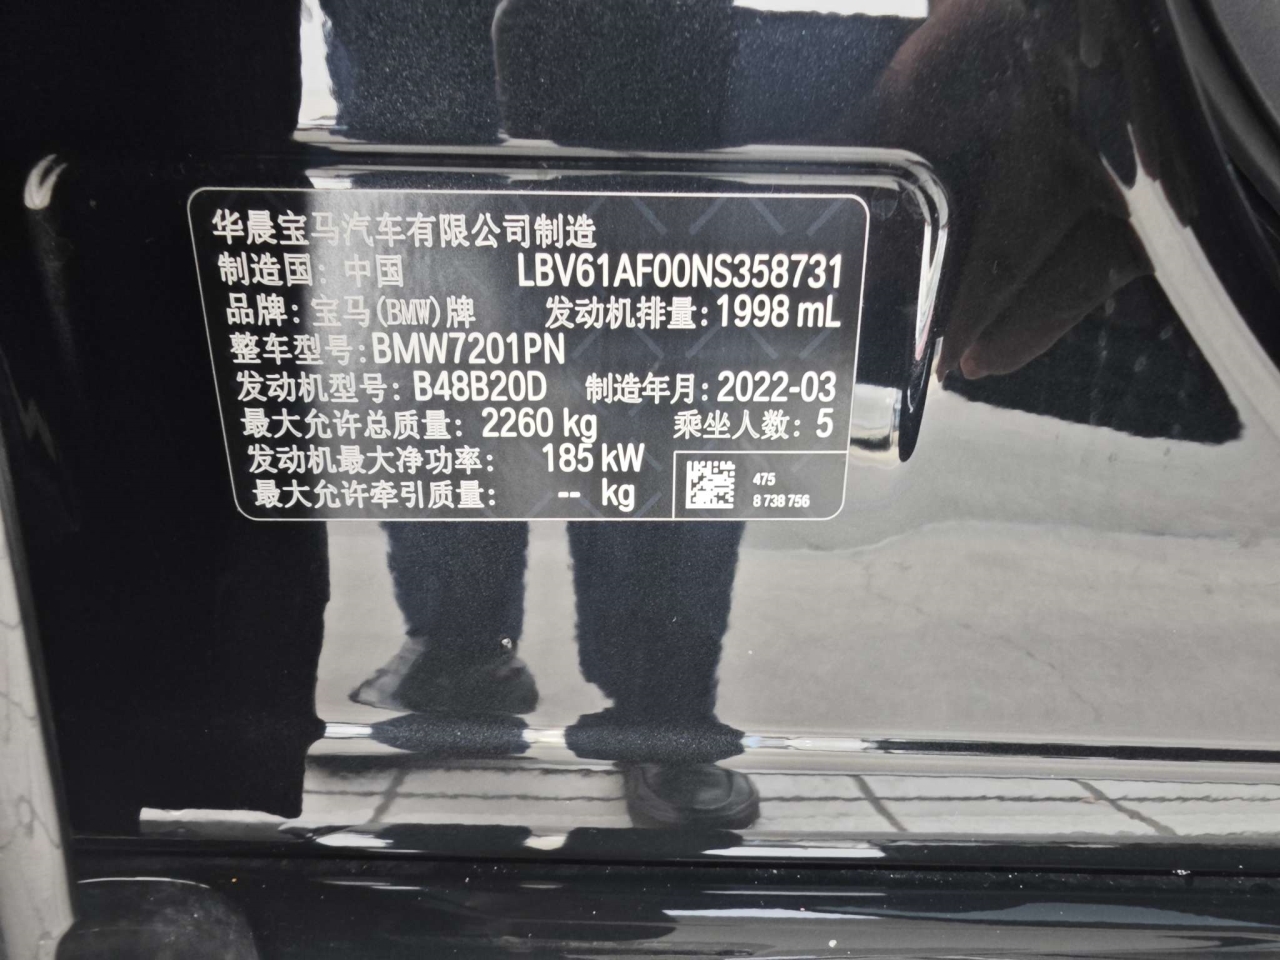 华晨宝马汽车有限公司制造
制造国：中国 LBV61AF00NS358731
品牌：宝马(BMW)牌 发动机排量：1998 mL
整车型号：BMW7201PN
发动机型号：B48B20D 制造年月：2022-03
最大允许总质量：2260 kg 乘坐人数：5
发动机最大净功率：185 kW
最大允许牵引质量：-- kg
475
8 738 756